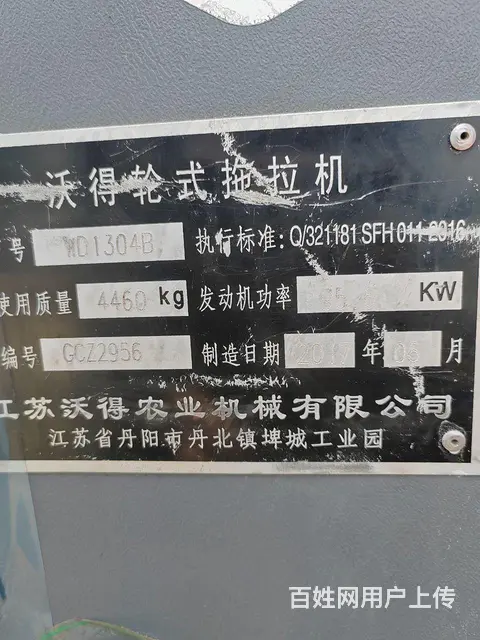 沃得轮式拖拉机
号 WD1304B 执行标准：Q/321181 SFH 011-2016
使用质量 4460 kg 发动机功率 KW
编号 GCZ2956 制造日期 2017 年 05 月
江苏沃得农业机械有限公司
江苏省丹阳市丹北镇埤城工业园
百姓网用户上传